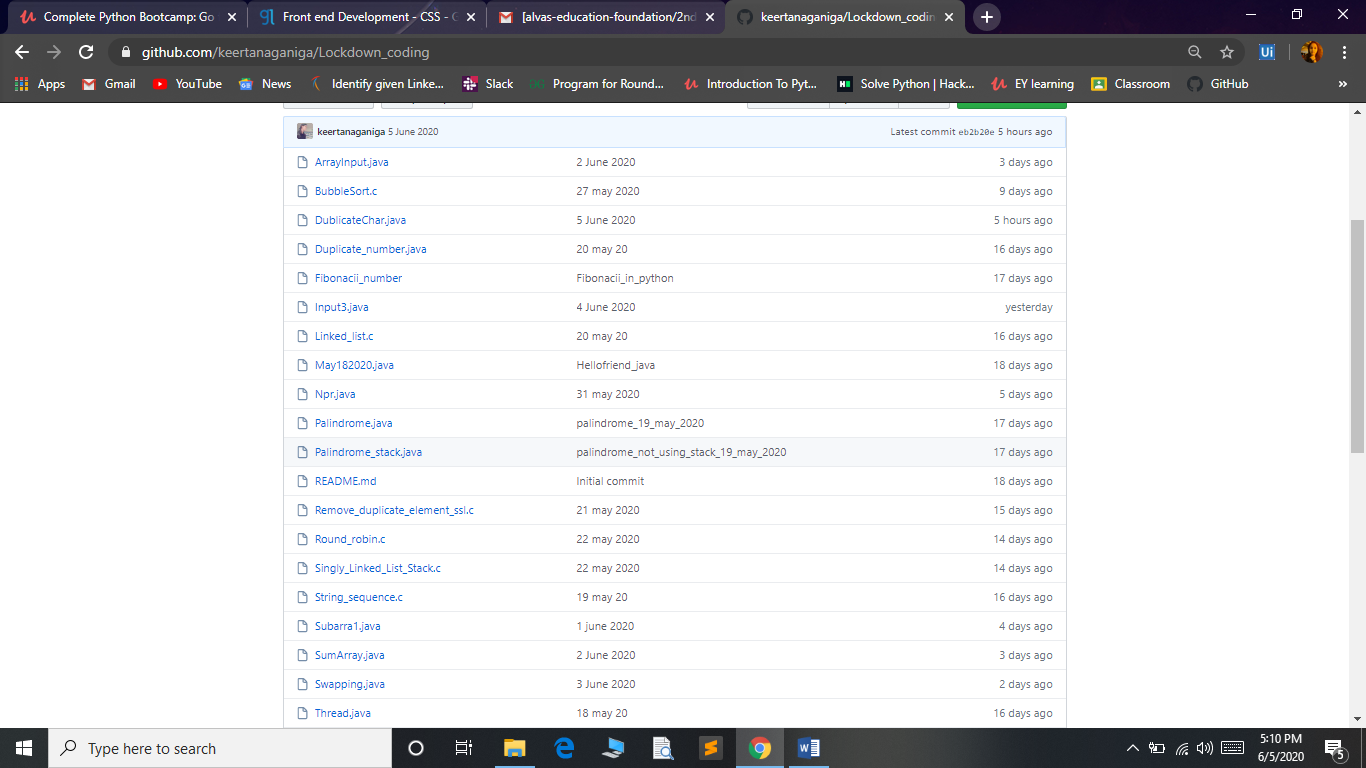 Complete Python Bootcamp: Go
Front end Development - CSS - G
[alvas-education-foundation/2nd
keertanaganiga/Lockdown_coding
github.com/keertanaganiga/Lockdown_coding
Apps Gmail YouTube News Identify given Linke... Slack Program for Round... Introduction To Pyt... Solve Python | Hack... EY learning Classroom GitHub »
keertanaganiga 5 June 2020 Latest commit eb2b20e 5 hours ago
ArrayInput.java 2 June 2020 3 days ago
BubbleSort.c 27 may 2020 9 days ago
DublicateChar.java 5 June 2020 5 hours ago
Duplicate_number.java 20 may 20 16 days ago
Fibonacii_number Fibonacii_in_python 17 days ago
Input3.java 4 June 2020 yesterday
Linked_list.c 20 may 20 16 days ago
May182020.java Hellofriend_java 18 days ago
Npr.java 31 may 2020 5 days ago
Palindrome.java palindrome_19_may_2020 17 days ago
Palindrome_stack.java palindrome_not_using_stack_19_may_2020 17 days ago
README.md Initial commit 18 days ago
Remove_duplicate_element_ssl.c 21 may 2020 15 days ago
Round_robin.c 22 may 2020 14 days ago
Singly_Linked_List_Stack.c 22 may 2020 14 days ago
String_sequence.c 19 may 20 16 days ago
Subarra1.java 1 june 2020 4 days ago
SumArray.java 2 June 2020 3 days ago
Swapping.java 3 June 2020 2 days ago
Thread.java 18 may 20 16 days ago
Type here to search
5:10 PM
6/5/2020
5